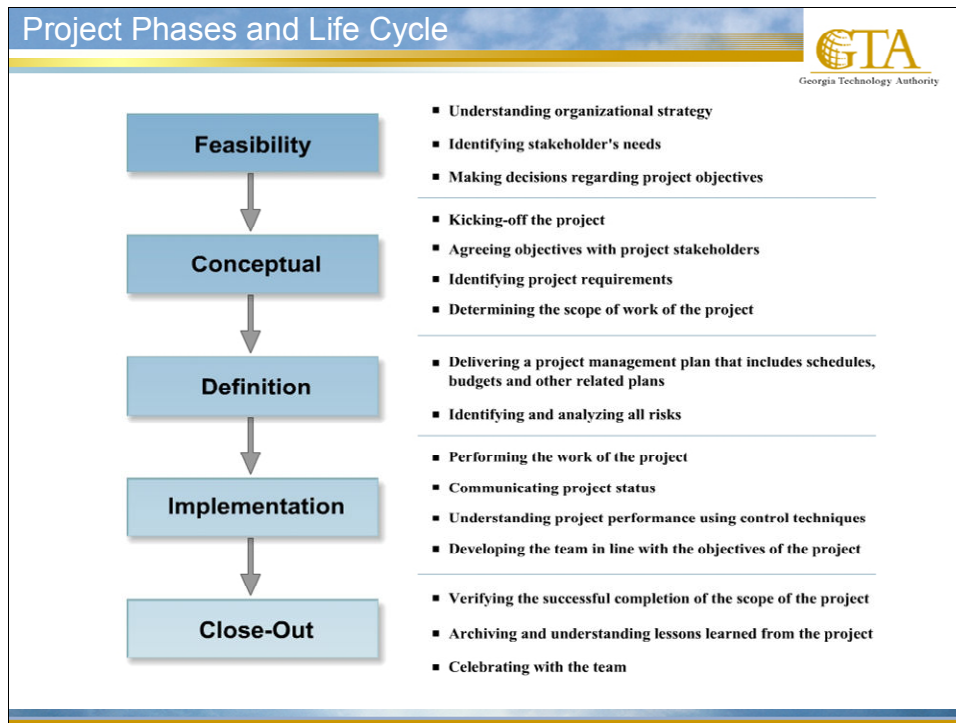 Project Phases and Life Cycle
GTA
Georgia Technology Authority
Feasibility
▪ Understanding organizational strategy
▪ Identifying stakeholder's needs
▪ Making decisions regarding project objectives
Conceptual
▪ Kicking-off the project
▪ Agreeing objectives with project stakeholders
▪ Identifying project requirements
▪ Determining the scope of work of the project
Definition
▪ Delivering a project management plan that includes schedules,
budgets and other related plans
▪ Identifying and analyzing all risks
Implementation
▪ Performing the work of the project
▪ Communicating project status
▪ Understanding project performance using control techniques
▪ Developing the team in line with the objectives of the project
Close-Out
▪ Verifying the successful completion of the scope of the project
▪ Archiving and understanding lessons learned from the project
▪ Celebrating with the team